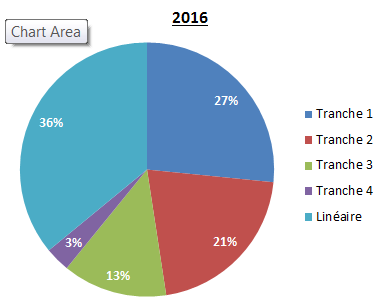 2016
Chart Area
27%
36%
21%
13%
3%
Tranche 1
Tranche 2
Tranche 3
Tranche 4
Linéaire